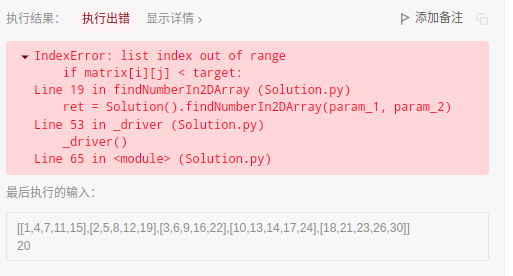 执行结果： 执行出错 显示详情 › 添加备注
IndexError: list index out of range
if matrix[i][j] < target:
Line 19 in findNumberIn2DArray (Solution.py)
ret = Solution().findNumberIn2DArray(param_1, param_2)
Line 53 in _driver (Solution.py)
_driver()
Line 65 in <module> (Solution.py)
最后执行的输入：
[[1,4,7,11,15],[2,5,8,12,19],[3,6,9,16,22],[10,13,14,17,24],[18,21,23,26,30]]
20